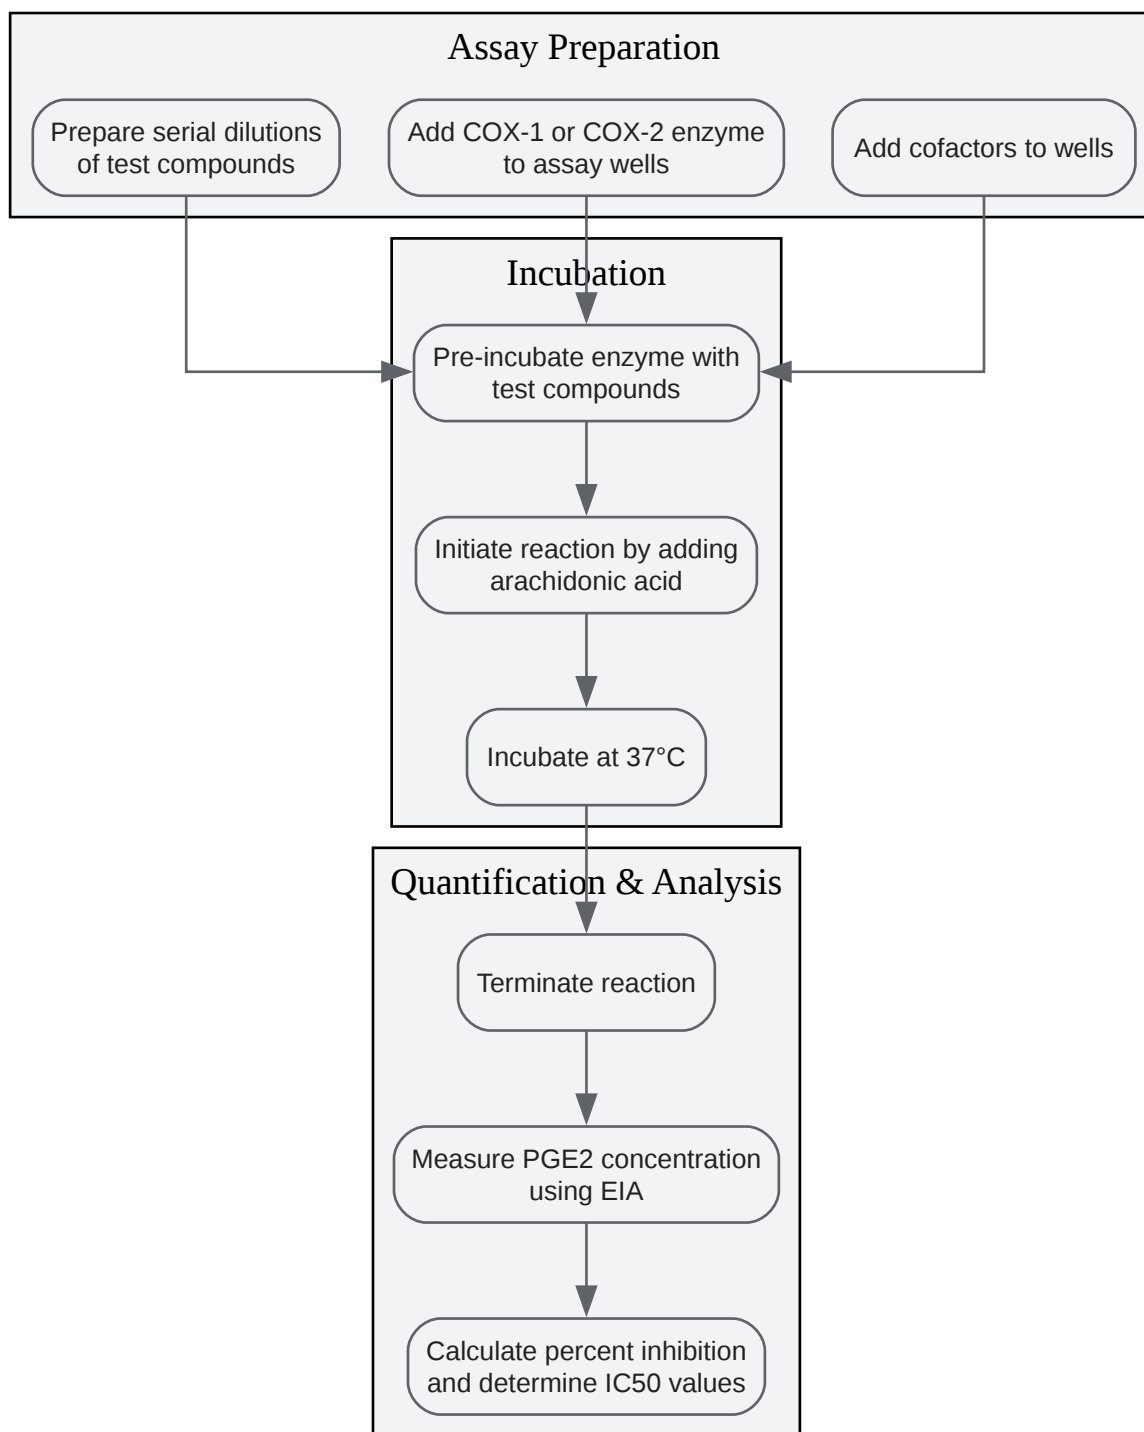 Assay Preparation
Prepare serial dilutions
of test compounds
Add COX-1 or COX-2 enzyme
to assay wells
Add cofactors to wells
Incubation
Pre-incubate enzyme with
test compounds
Initiate reaction by adding
arachidonic acid
Incubate at 37°C
Quantification & Analysis
Terminate reaction
Measure PGE2 concentration
using EIA
Calculate percent inhibition
and determine IC50 values